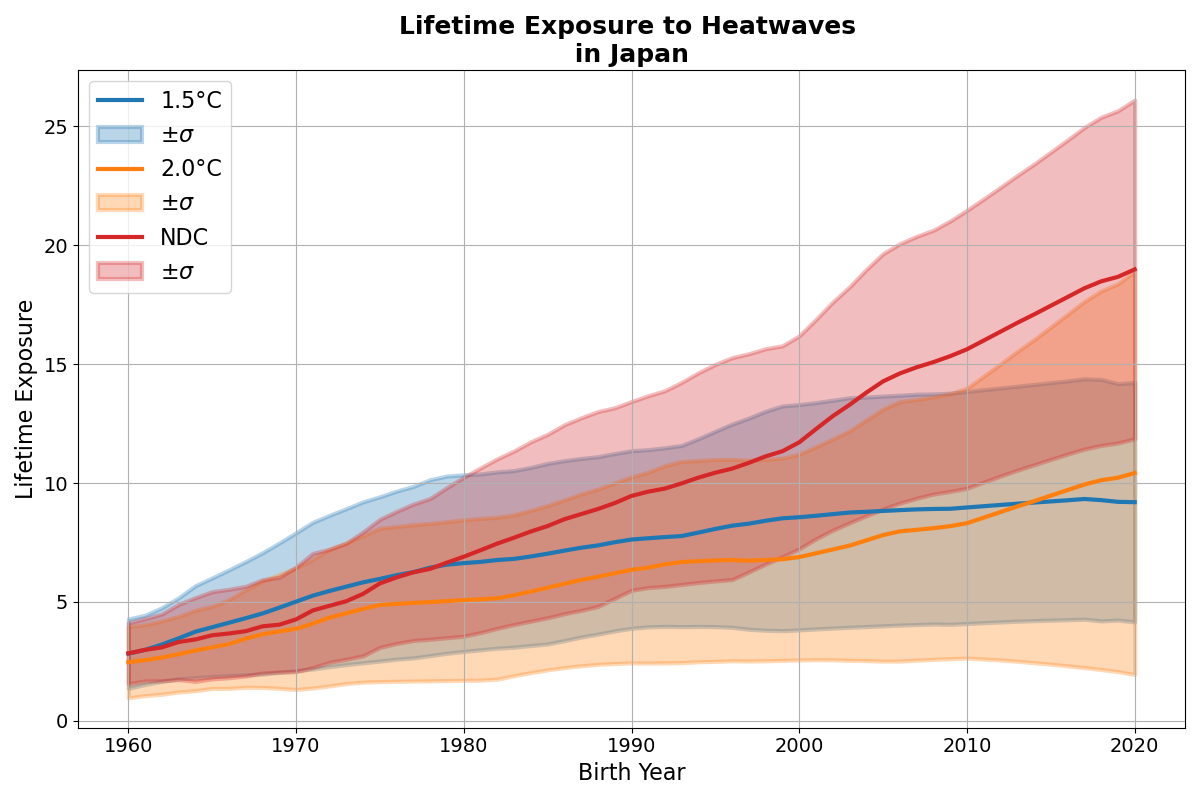 Lifetime Exposure to Heatwaves
in Japan
1.5°C
±σ
2.0°C
±σ
NDC
±σ
Lifetime Exposure
25
20
15
10
5
0
1960 1970 1980 1990 2000 2010 2020
Birth Year